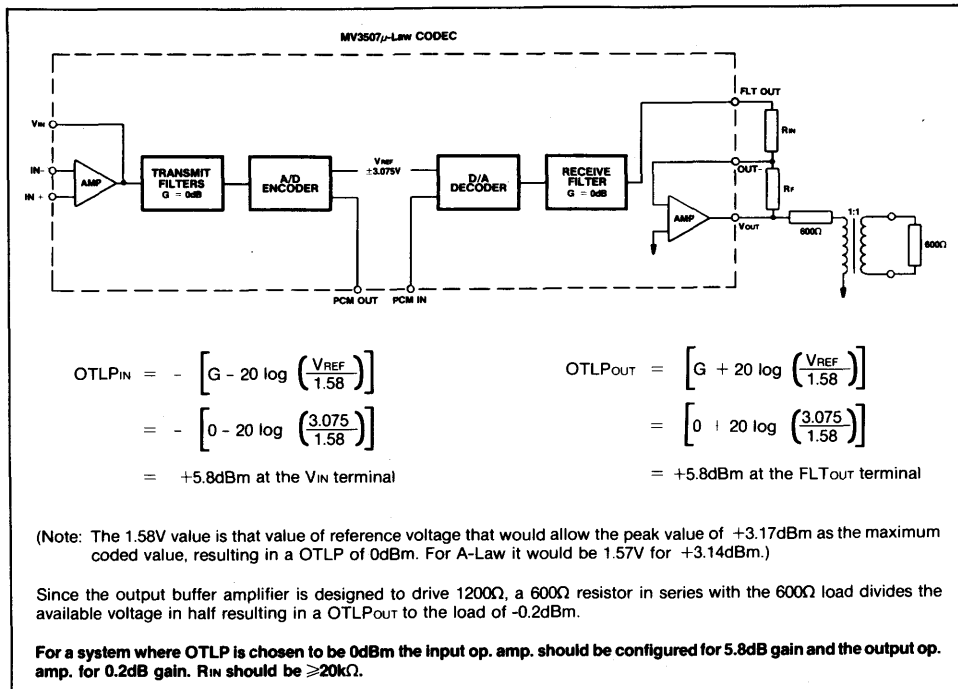 MV3507μ-Law CODEC
FLT OUT
VIN
RIN
IN-
IN +
AMP
TRANSMIT
FILTERS
G = 0dB
A/D
ENCODER
VREF
±3.075V
D/A
DECODER
RECEIVE
FILTER
G = 0dB
OUT-
RF
AMP
VOUT
600Ω
1:1
600Ω
PCM OUT
PCM IN
OTLPIN = - [G - 20 log (VREF/1.58)]
= - [0 - 20 log (3.075/1.58)]
= +5.8dBm at the VIN terminal
OTLPOUT = [G + 20 log (VREF/1.58)]
= [0 + 20 log (3.075/1.58)]
= +5.8dBm at the FLTOUT terminal
(Note: The 1.58V value is that value of reference voltage that would allow the peak value of +3.17dBm as the maximum
coded value, resulting in a OTLP of 0dBm. For A-Law it would be 1.57V for +3.14dBm.)
Since the output buffer amplifier is designed to drive 1200Ω, a 600Ω resistor in series with the 600Ω load divides the
available voltage in half resulting in a OTLPOUT to the load of -0.2dBm.
For a system where OTLP is chosen to be 0dBm the input op. amp. should be configured for 5.8dB gain and the output op.
amp. for 0.2dB gain. RIN should be ⩾20kΩ.